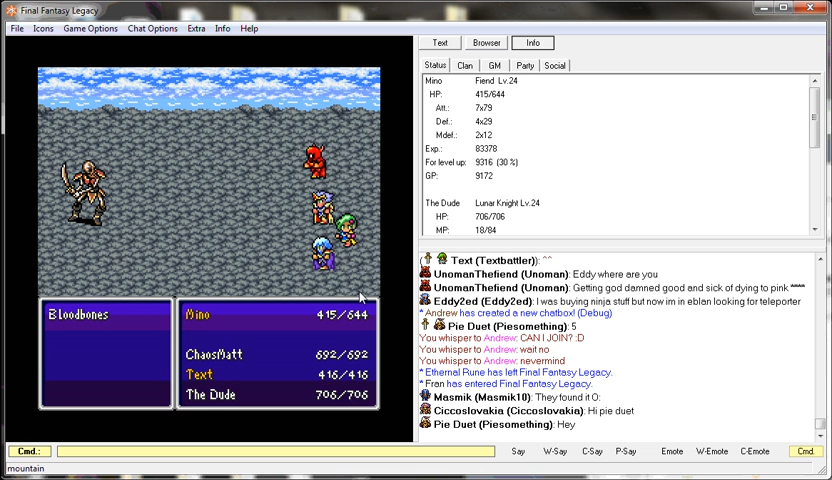 Final Fantasy Legacy
File Icons Game Options Chat Options Extra Info Help
Text Browser Info
Status Clan GM Party Social
Mino Fiend Lv.24
HP: 415/644
Att.: 7x79
Def.: 4x29
Mdef.: 2x12
Exp.: 83378
For level up: 9316 (30 %)
GP: 9172
The Dude Lunar Knight Lv.24
HP: 706/706
MP: 18/84
Bloodbones
Mino 415/644
ChaosMatt 692/692
Text 416/416
The Dude 706/706
Text (Textbattler): ^^
UnomanThefiend (Unoman): Eddy where are you
UnomanThefiend (Unoman): Getting god damned good and sick of dying to pink ****
Eddy2ed (Eddy2ed): I was buying ninja stuff but now im in eblan looking for teleporter
* Andrew has created a new chatbox! (Debug)
Pie Duet (Piesomething): 5
You whisper to Andrew: CAN I JOIN? :D
You whisper to Andrew: wait no
You whisper to Andrew: nevermind
* Ethernal Rune has left Final Fantasy Legacy.
* Fran has entered Final Fantasy Legacy.
Masmik (Masmik10): They found it O:
Ciccoslovakia (Ciccoslovakia): Hi pie duet
Pie Duet (Piesomething): Hey
Cmd.: Say W-Say C-Say P-Say Emote W-Emote C-Emote Cmd.
mountain